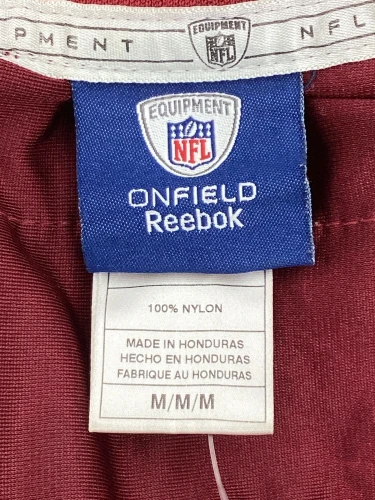 PMENT
EQUIPMENT
NFL
NFL
EQUIPMENT
NFL
ONFIELD
Reebok
100% NYLON
MADE IN HONDURAS
HECHO EN HONDURAS
FABRIQUE AU HONDURAS
M/M/M